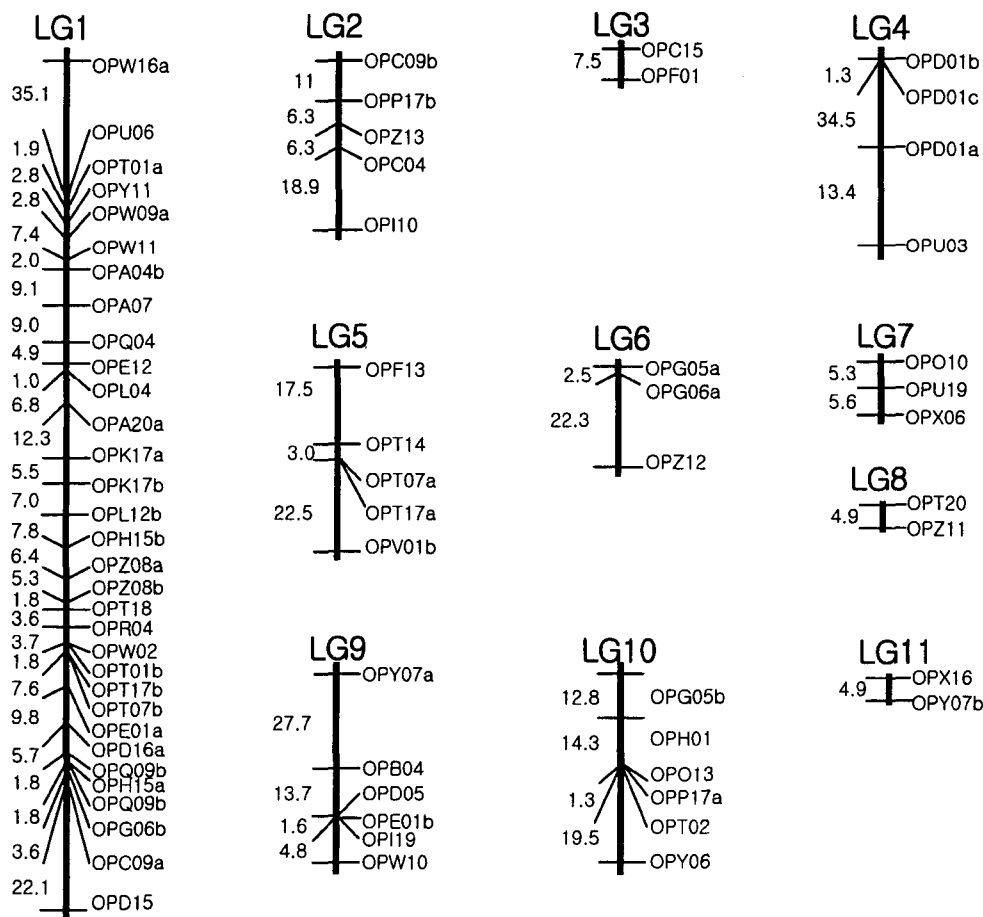 LG1
OPW16a
35.1
OPU06
1.9
OPT01a
2.8
OPY11
2.8
OPW09a
7.4
OPW11
2.0
OPA04b
9.1
OPA07
9.0
OPQ04
4.9
OPE12
1.0
OPL04
6.8
OPA20a
12.3
OPK17a
5.5
OPK17b
7.0
OPL12b
7.8
OPH15b
6.4
OPZ08a
5.3
OPZ08b
1.8
OPT18
3.6
OPR04
3.7
OPW02
1.8
OPT01b
OPT17b
7.6
OPT07b
9.8
OPE01a
OPD16a
5.7
OPQ09b
1.8
OPH15a
OPQ09b
1.8
OPG06b
3.6
OPC09a
22.1
OPD15
LG2
OPC09b
11
OPP17b
6.3
OPZ13
6.3
OPC04
18.9
OPI10
LG3
OPC15
7.5
OPF01
LG4
OPD01b
1.3
OPD01c
34.5
OPD01a
13.4
OPU03
LG5
OPF13
17.5
OPT14
3.0
OPT07a
OPT17a
22.5
OPV01b
LG6
OPG05a
2.5
OPG06a
22.3
OPZ12
LG7
OPO10
5.3
OPU19
5.6
OPX06
LG8
OPT20
4.9
OPZ11
LG9
OPY07a
27.7
OPB04
13.7
OPD05
1.6
OPE01b
OPI19
4.8
OPW10
LG10
12.8
OPG05b
14.3
OPH01
OPO13
1.3
OPP17a
OPT02
19.5
OPY06
LG11
OPX16
4.9
OPY07b